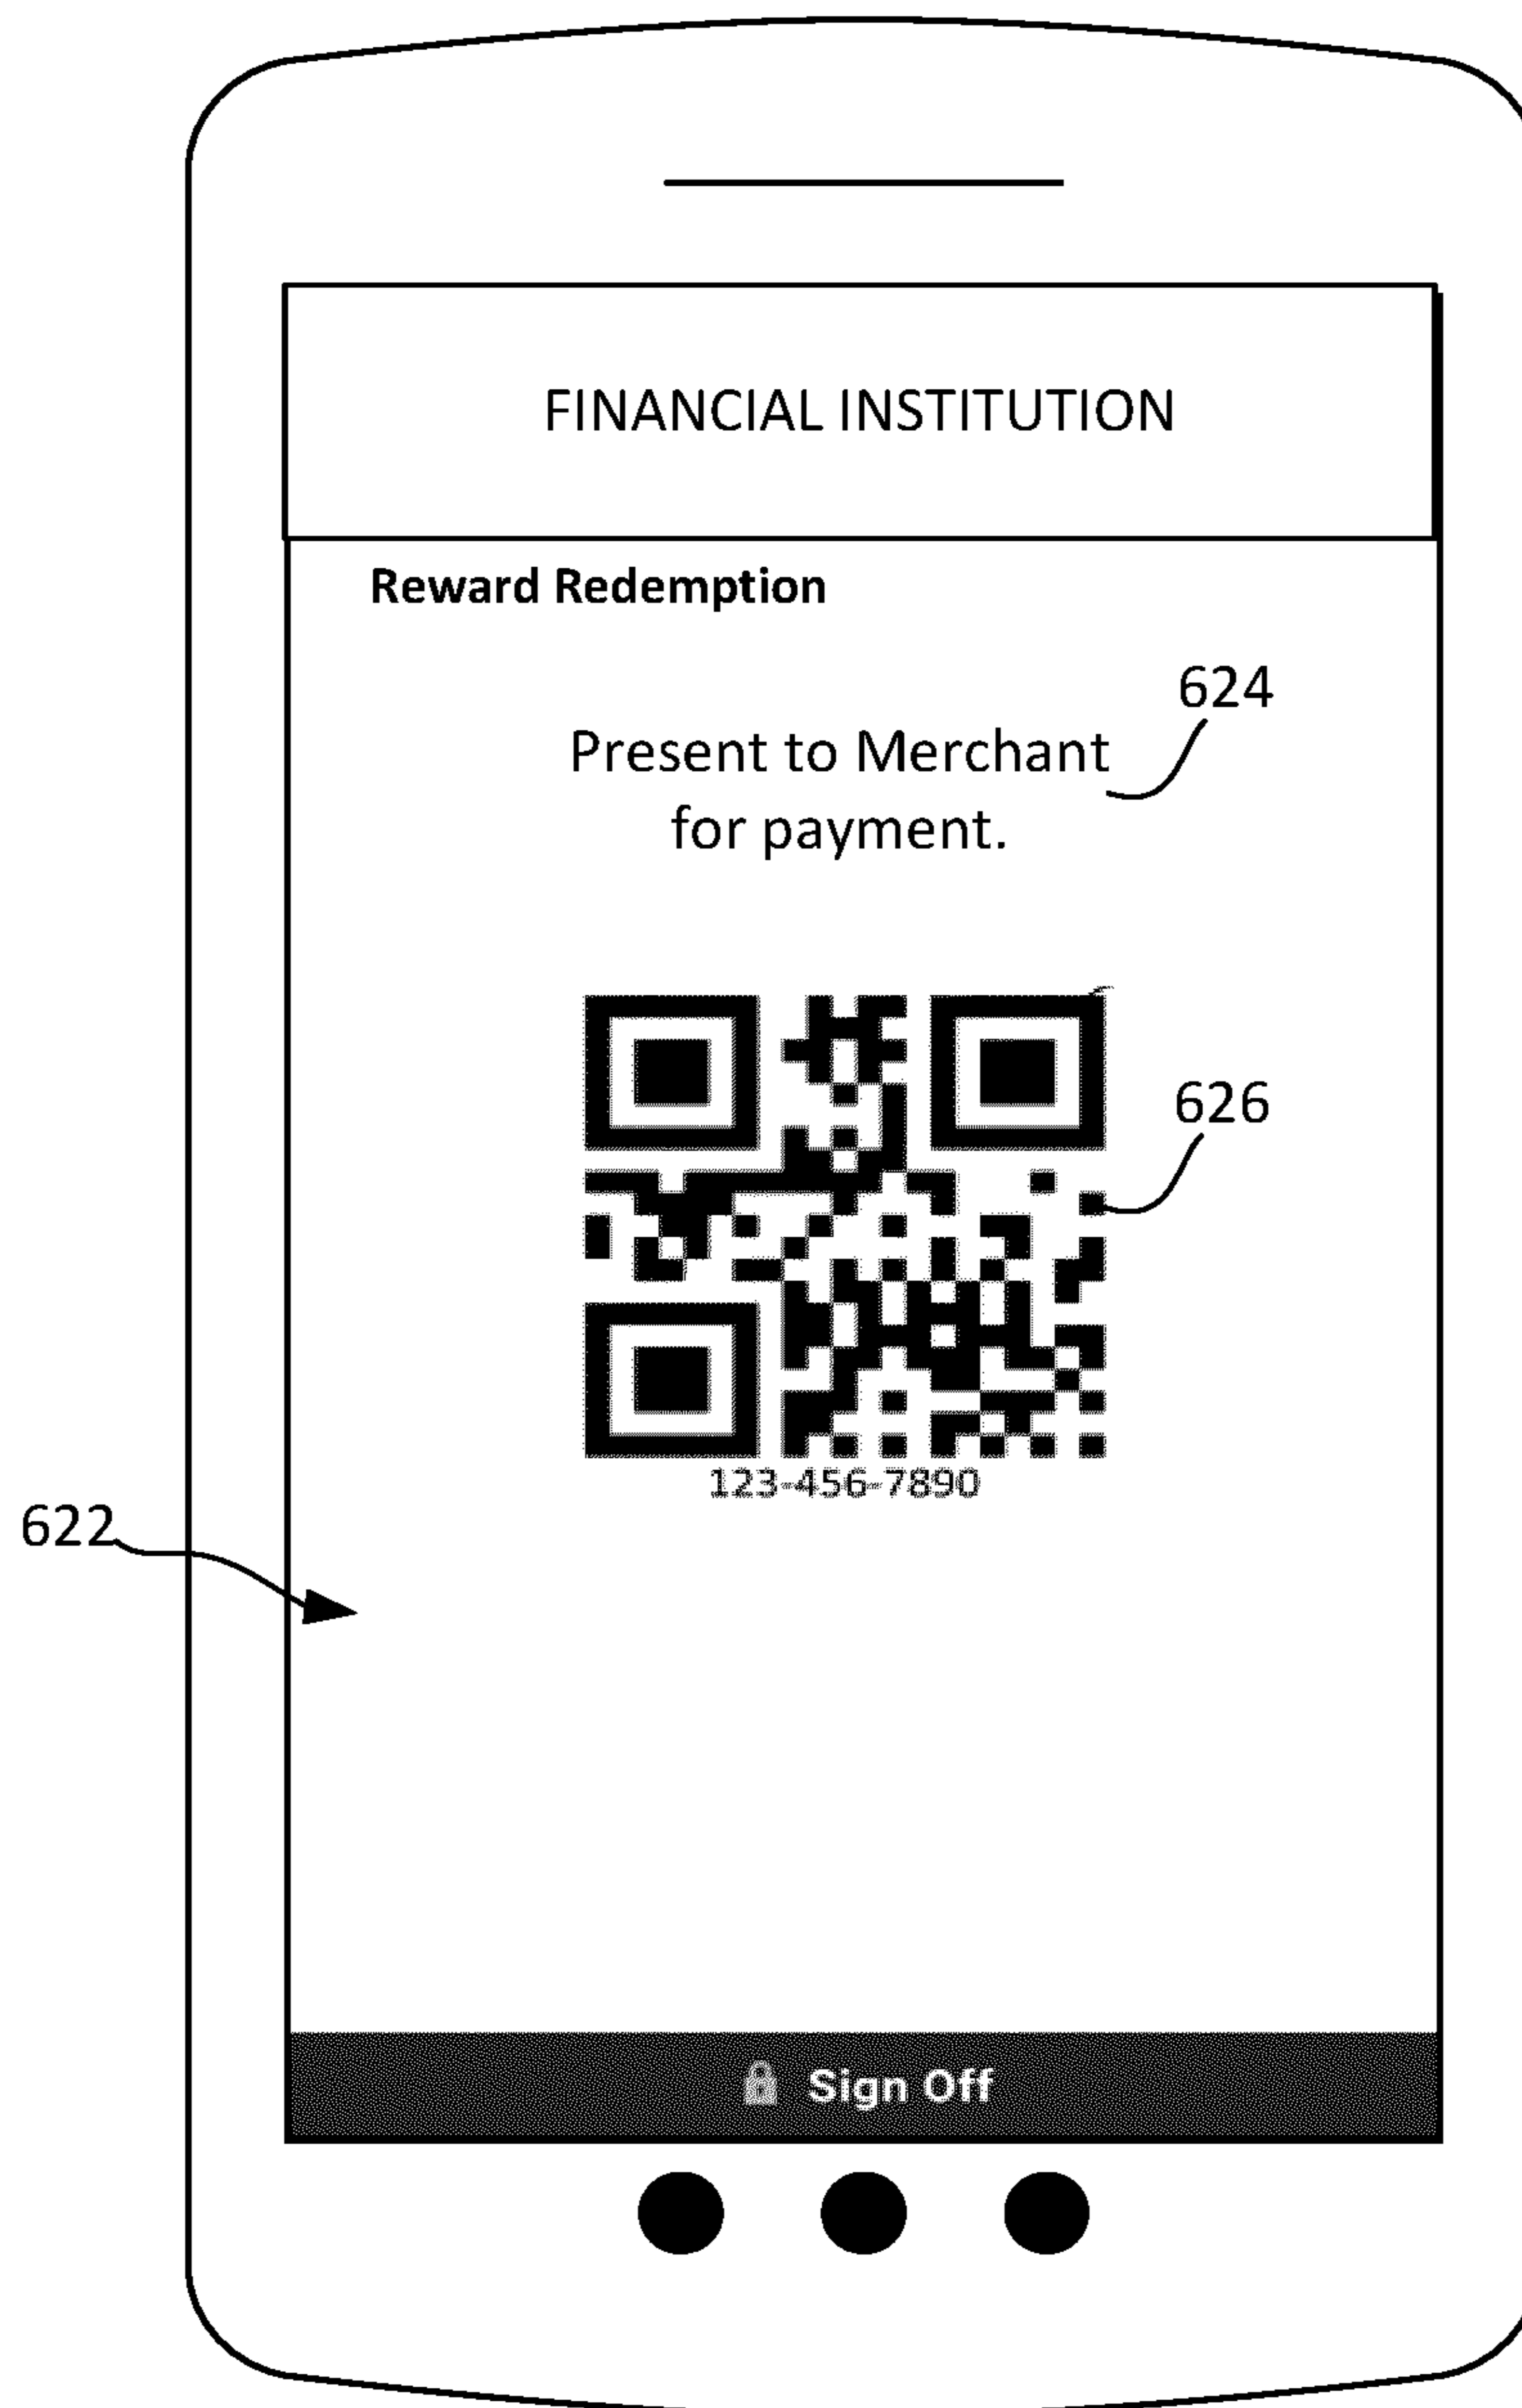 FINANCIAL INSTITUTION
Reward Redemption
624
Present to Merchant
for payment.
626
123-456-7890
622
Sign Off